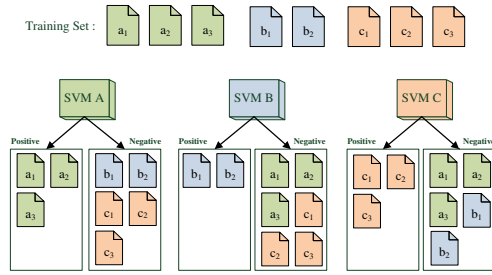 Training Set : a1 a2 a3 b1 b2 c1 c2 c3
SVM A SVM B SVM C
Positive Negative Positive Negative Positive Negative
a1 a2 b1 b2 b1 b2 a1 a2 c1 c2 a1 a2
a3 c1 c2 a3 c1 c3 a3 b1
c3 c2 c3 b2